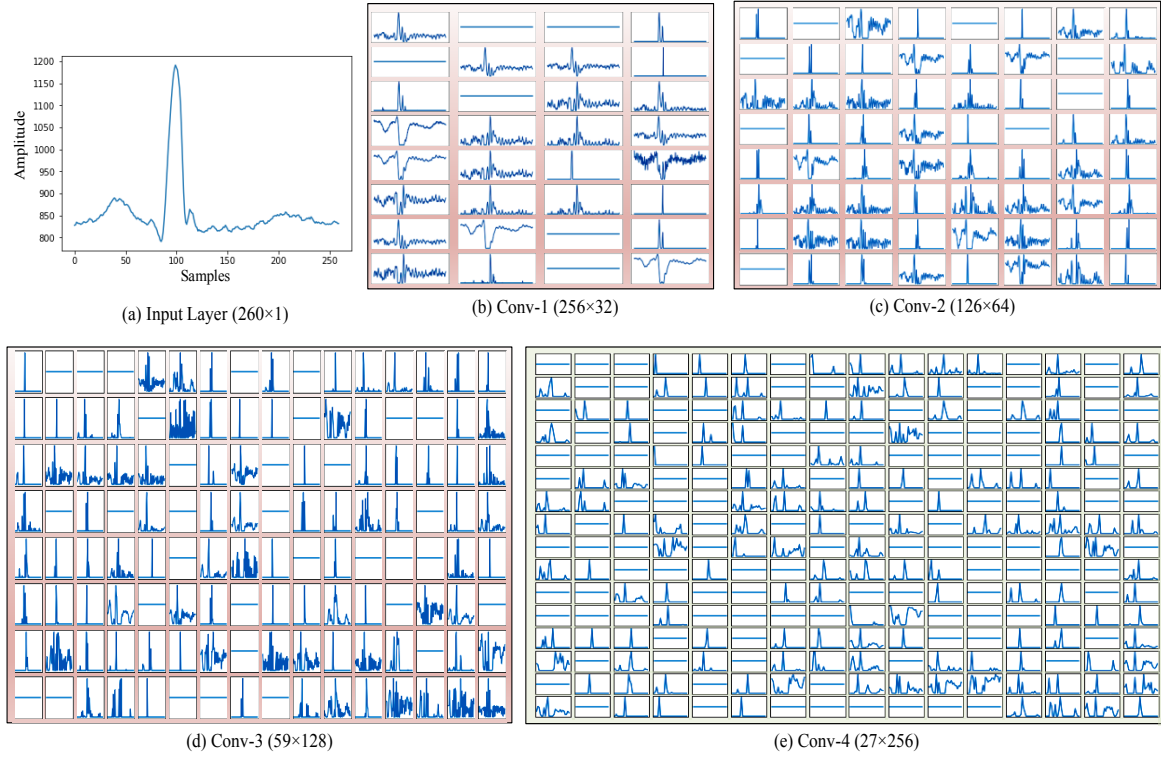 1200
1150
1100
1050
1000
950
900
850
800
Amplitude
0
50
100
150
200
250
Samples
(a) Input Layer (260×1)
(b) Conv-1 (256×32)
(c) Conv-2 (126×64)
(d) Conv-3 (59×128)
(e) Conv-4 (27×256)